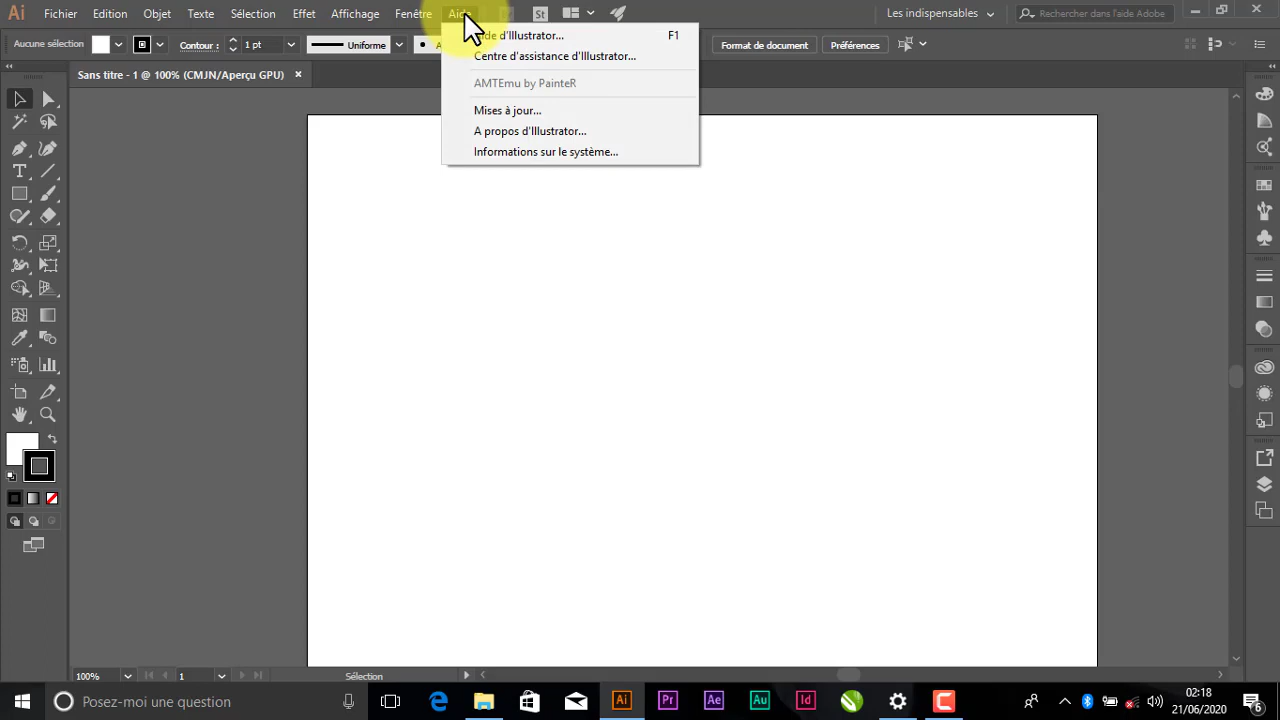 Ai Fichier Edition Objet Texte Sélection Effet Affichage Fenêtre Aide St Les indispensables Rechercher dans l'aide Adobe
Aucune sélection Contour : 1 pt Uniforme Format de document Préférences
Sans titre - 1 @ 100% (CMJN/Aperçu GPU)
d'Illustrator... F1
Centre d'assistance d'Illustrator...
AMTEmu by PainteR
Mises à jour...
A propos d'Illustrator...
Informations sur le système...
100% 1 Sélection
Posez-moi une question
Ai Pr Ae Au Id
02:18
21/06/2020
6